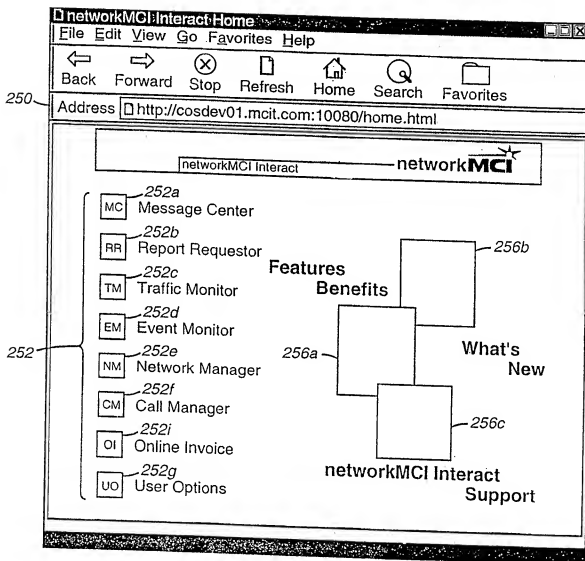 networkMCI Interact Home
File Edit View Go Favorites Help
Back Forward Stop Refresh Home Search Favorites
250
Address http://cosdev01.mcit.com:10080/home.html
networkMCI Interact
networkMCI
252
252a
MC Message Center
252b
RR Report Requestor
252c
TM Traffic Monitor
252d
EM Event Monitor
252e
NM Network Manager
252f
CM Call Manager
252i
OI Online Invoice
252g
UO User Options
256b
Features
Benefits
256a
What's
New
256c
networkMCI Interact
Support